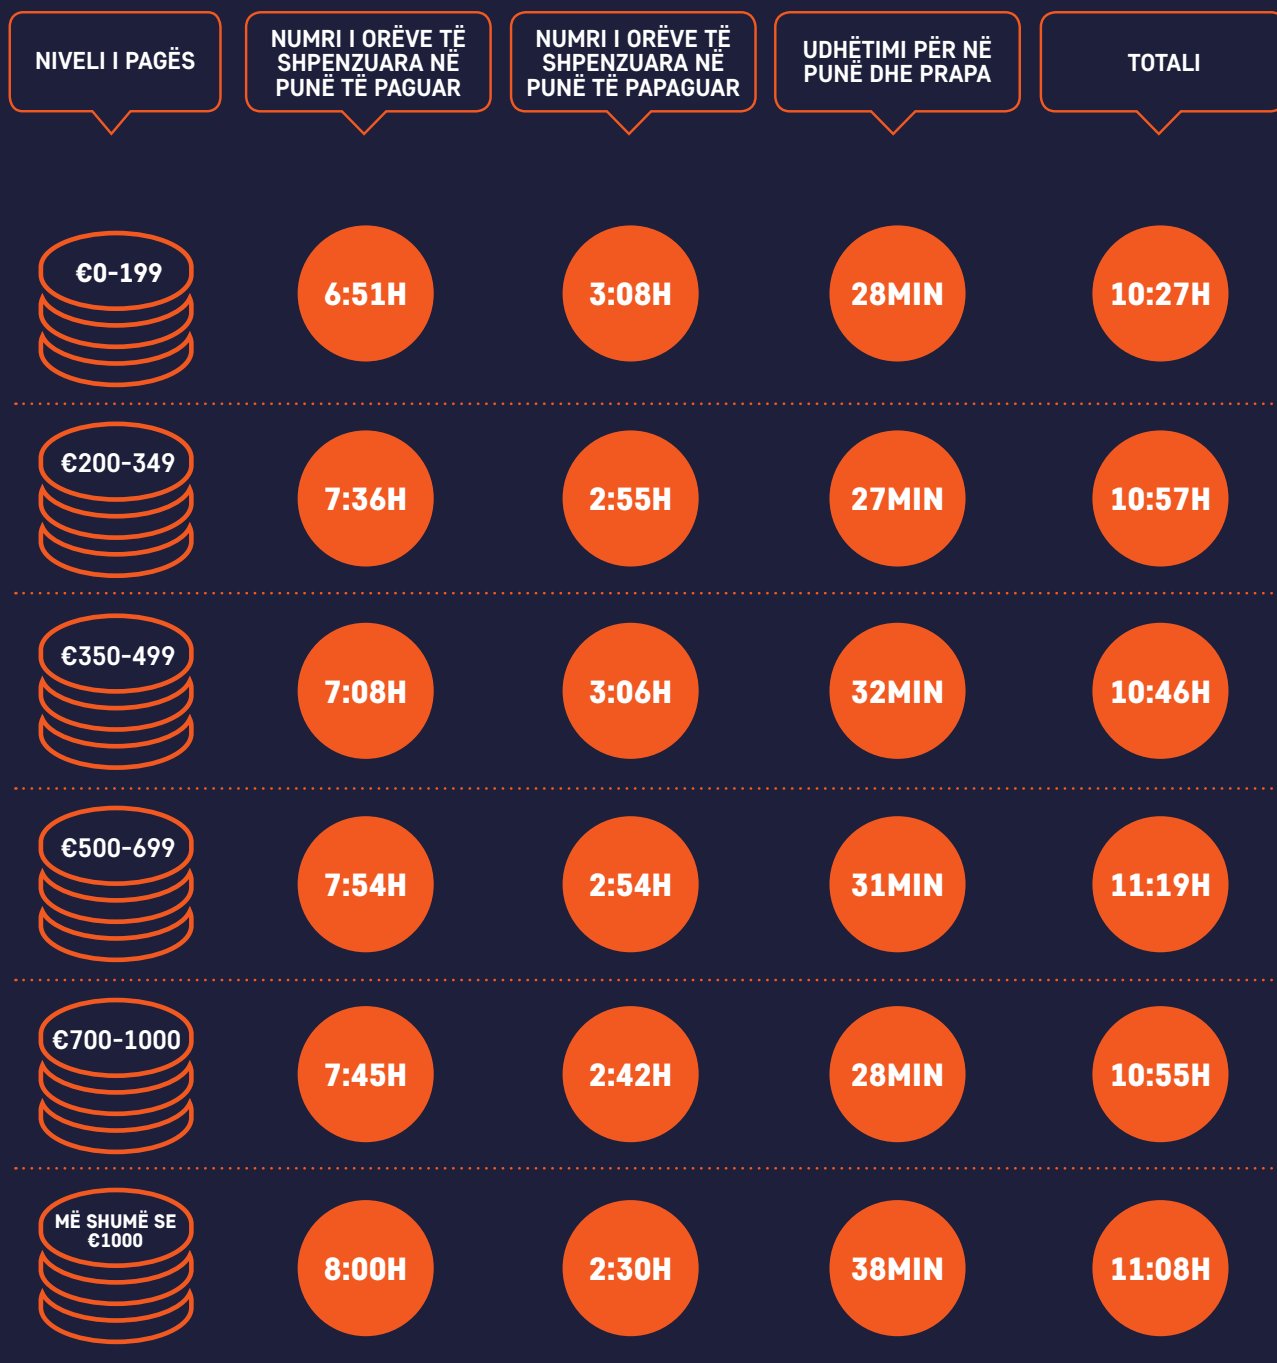 NIVELI I PAGËS
NUMRI I ORËVE TË
SHPENZUARA NË
PUNË TË PAGUAR
NUMRI I ORËVE TË
SHPENZUARA NË
PUNË TË PAPAGUAR
UDHËTIMI PËR NË
PUNË DHE PRAPA
TOTALI
€0-199
6:51H
3:08H
28MIN
10:27H
€200-349
7:36H
2:55H
27MIN
10:57H
€350-499
7:08H
3:06H
32MIN
10:46H
€500-699
7:54H
2:54H
31MIN
11:19H
€700-1000
7:45H
2:42H
28MIN
10:55H
MË SHUMË SE
€1000
8:00H
2:30H
38MIN
11:08H